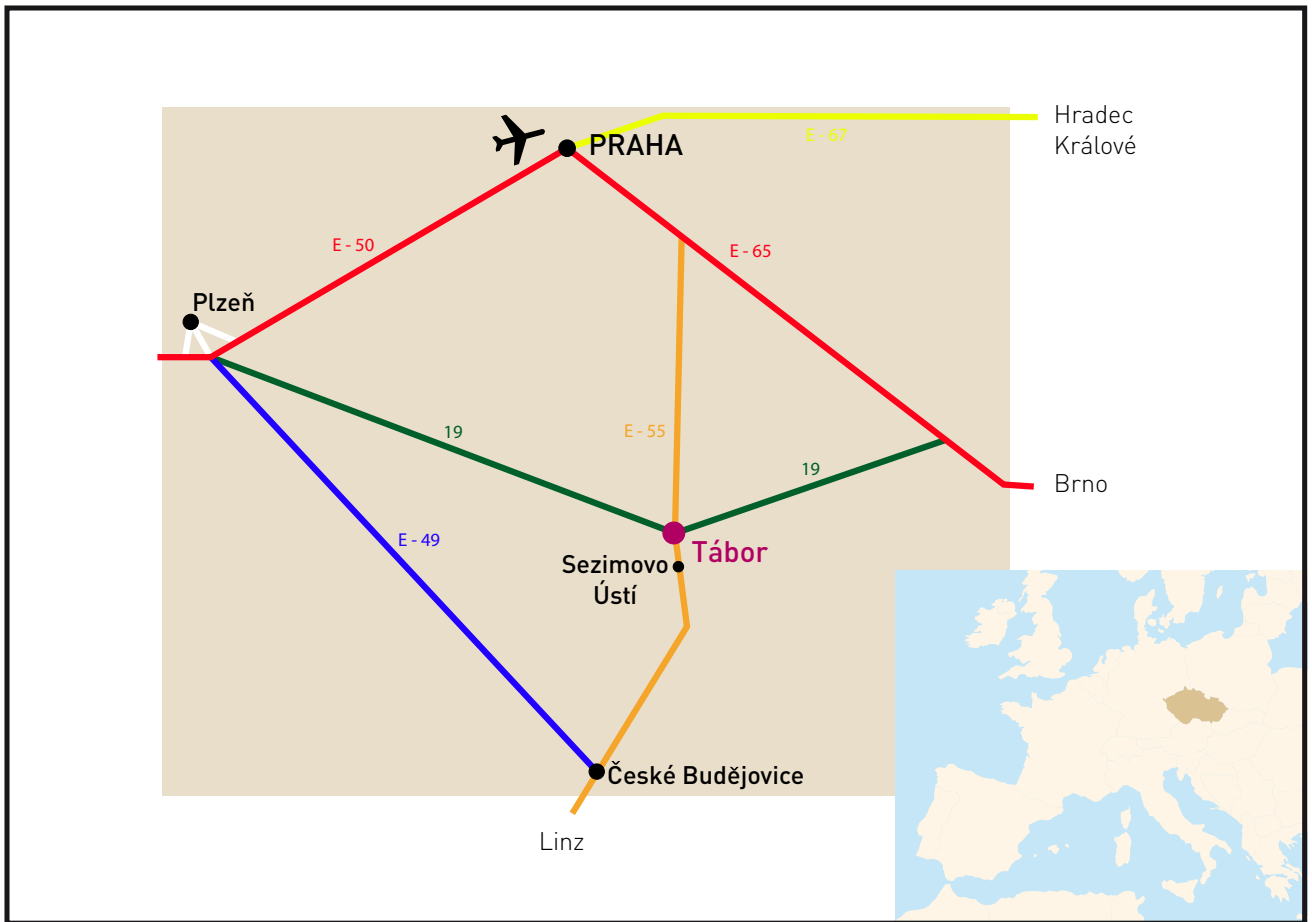 Hradec
Králové
E - 67
PRAHA
E - 50
E - 65
Plzeň
19
E - 55
19
Brno
E - 49
Tábor
Sezimovo
Ústí
České Budějovice
Linz